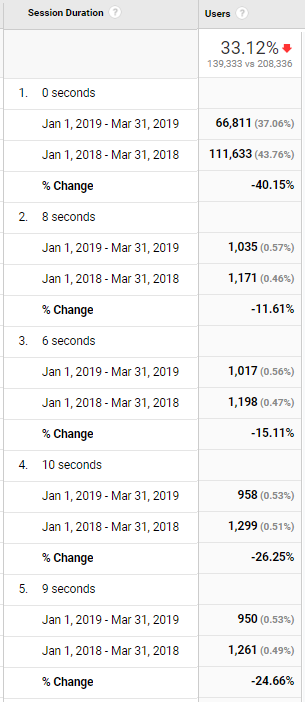 Session Duration ? Users ?
33.12%
139,333 vs 208,336
1. 0 seconds
Jan 1, 2019 - Mar 31, 2019 66,811 (37.06%)
Jan 1, 2018 - Mar 31, 2018 111,633 (43.76%)
% Change -40.15%
2. 8 seconds
Jan 1, 2019 - Mar 31, 2019 1,035 (0.57%)
Jan 1, 2018 - Mar 31, 2018 1,171 (0.46%)
% Change -11.61%
3. 6 seconds
Jan 1, 2019 - Mar 31, 2019 1,017 (0.56%)
Jan 1, 2018 - Mar 31, 2018 1,198 (0.47%)
% Change -15.11%
4. 10 seconds
Jan 1, 2019 - Mar 31, 2019 958 (0.53%)
Jan 1, 2018 - Mar 31, 2018 1,299 (0.51%)
% Change -26.25%
5. 9 seconds
Jan 1, 2019 - Mar 31, 2019 950 (0.53%)
Jan 1, 2018 - Mar 31, 2018 1,261 (0.49%)
% Change -24.66%